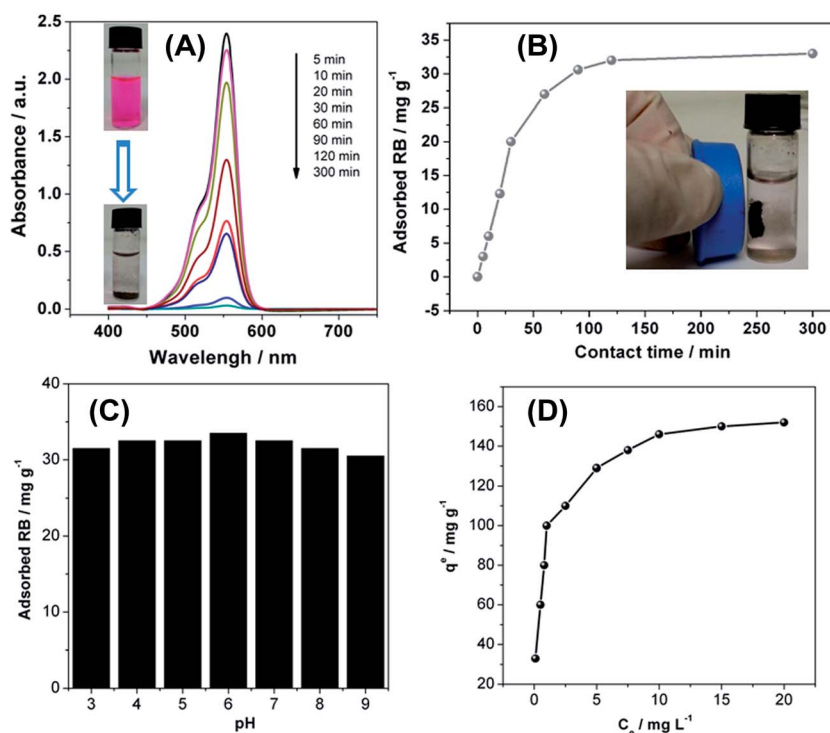 (A)
2.5
2.0
1.5
1.0
0.5
0.0
Absorbance / a.u.
5 min
10 min
20 min
30 min
60 min
90 min
120 min
300 min
400 500 600 700
Wavelengh / nm
(B)
35
30
25
20
15
10
5
0
-5
Adsorbed RB / mg g-1
0 50 100 150 200 250 300
Contact time / min
(C)
40
30
20
10
0
Adsorbed RB / mg g-1
3 4 5 6 7 8 9
pH
(D)
160
140
120
100
80
60
40
20
qe / mg g-1
0 5 10 15 20
Ce / mg L-1